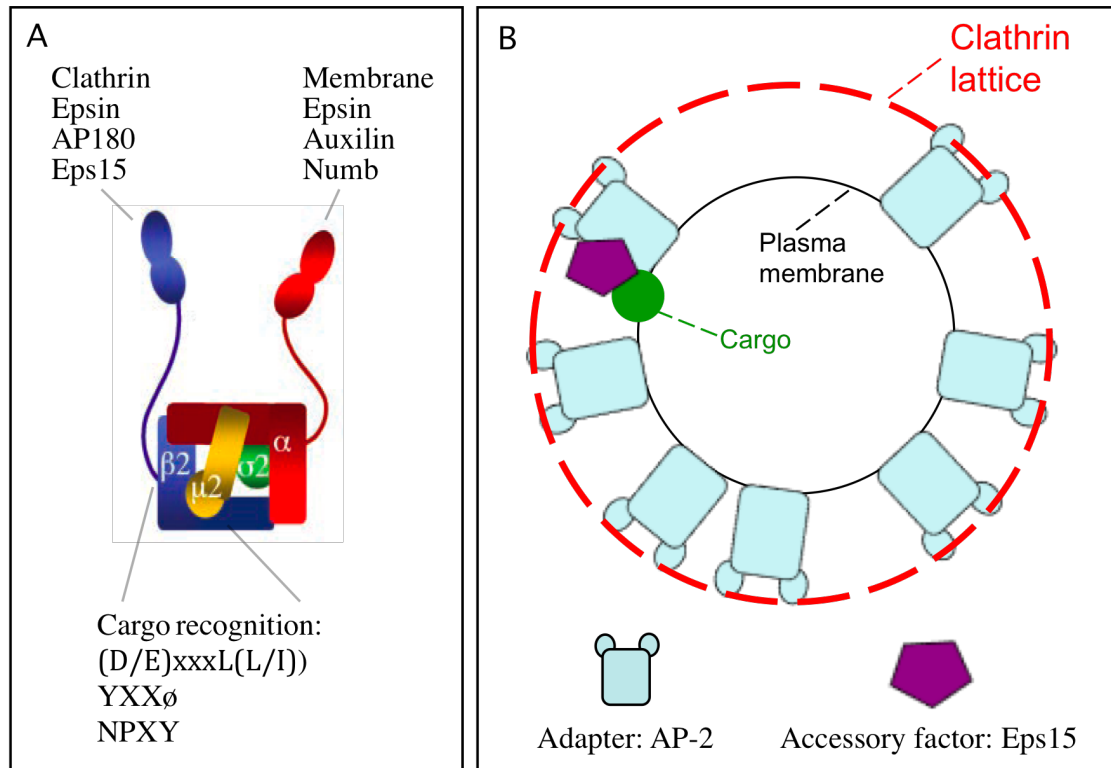 A
Clathrin
Epsin
AP180
Eps15
Membrane
Epsin
Auxilin
Numb
β2
μ2
σ2
α
Cargo recognition:
(D/E)xxxL(L/I))
YXXø
NPXY
B
Clathrin
lattice
Plasma
membrane
Cargo
Adapter: AP-2
Accessory factor: Eps15